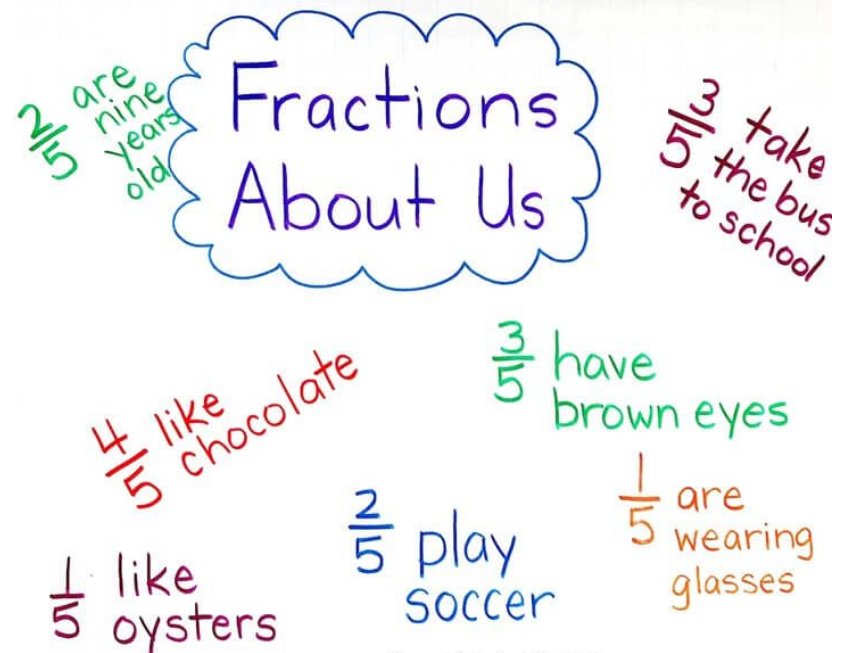 Fractions
About Us
2/5 are
nine
years
old
3/5 take
the bus
to school
3/5 have
brown eyes
4/5 like
chocolate
1/5 are
wearing
glasses
2/5 play
soccer
1/5 like
oysters